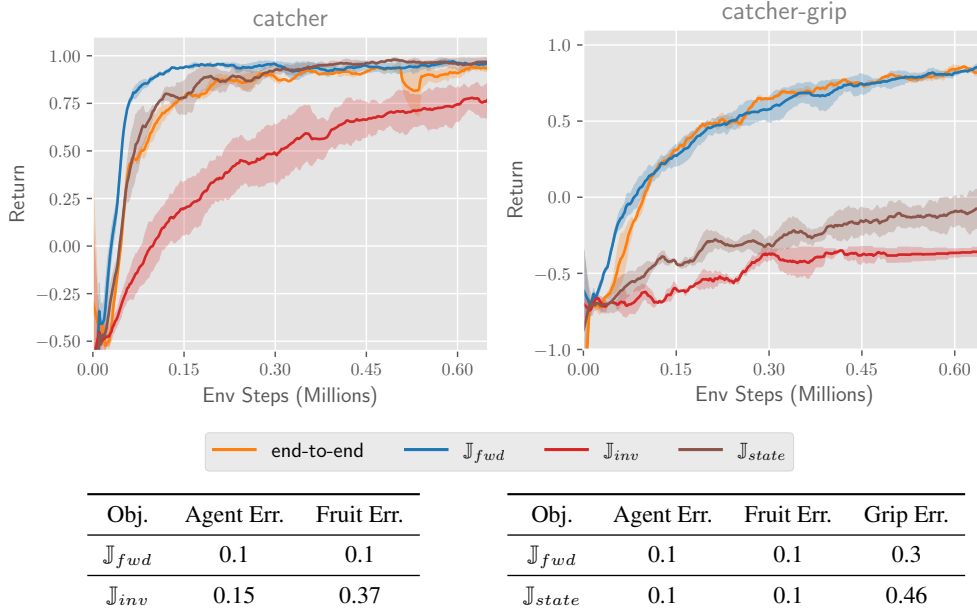 catcher
catcher-grip
1.00
0.75
0.50
0.25
0.00
−0.25
−0.50
Return
0.00
0.15
0.30
0.45
0.60
Env Steps (Millions)
1.0
0.5
0.0
−0.5
−1.0
Return
0.00
0.15
0.30
0.45
0.60
Env Steps (Millions)
end-to-end 𝕁fwd 𝕁inv 𝕁state
Obj. Agent Err. Fruit Err.
𝕁fwd 0.1 0.1
𝕁inv 0.15 0.37
Obj. Agent Err. Fruit Err. Grip Err.
𝕁fwd 0.1 0.1 0.3
𝕁state 0.1 0.1 0.46